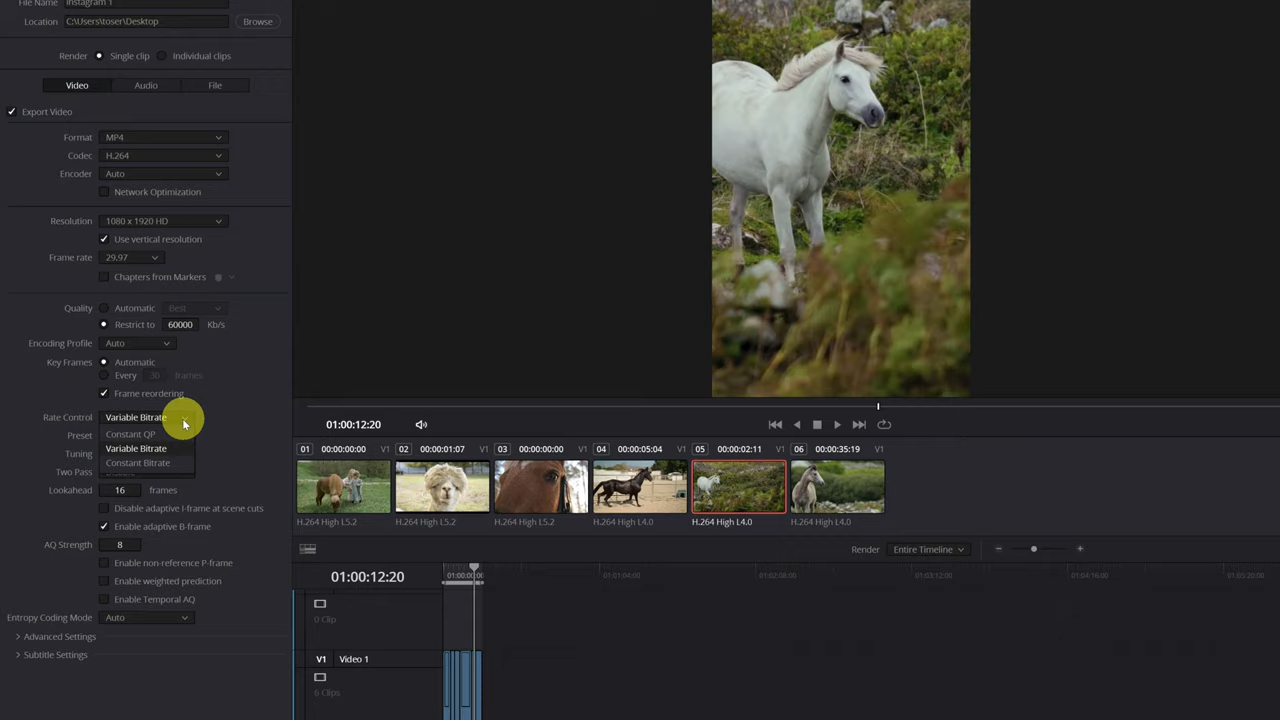 File Name Instagram 1
Location C:\Users\toser\Desktop Browse
Render Single clip Individual clips
Video Audio File
Export Video
Format MP4
Codec H.264
Encoder Auto
Network Optimization
Resolution 1080 x 1920 HD
Use vertical resolution
Frame rate 29.97
Chapters from Markers
Quality Automatic Best
Restrict to 60000 Kb/s
Encoding Profile Auto
Key Frames Automatic
Every 30 frames
Frame reordering
Rate Control Variable Bitrate
Preset Constant QP
Variable Bitrate
Tuning
Constant Bitrate
Two Pass
Lookahead 16 frames
Disable adaptive I-frame at scene cuts
Enable adaptive B-frame
AQ Strength 8
Enable non-reference P-frame
Enable weighted prediction
Enable Temporal AQ
Entropy Coding Mode Auto
Advanced Settings
Subtitle Settings
01:00:12:20
01 00:00:00:00 V1 02 00:00:01:07 V1 03 00:00:02:11 V1 04 00:00:05:04 V1 05 00:00:02:11 V1 06 00:00:35:19 V1
H.264 High L5.2 H.264 High L5.2 H.264 High L5.2 H.264 High L4.0 H.264 High L4.0 H.264 High L4.0
Render Entire Timeline
01:00:12:20 01:00:00:00 01:01:04:00 01:02:08:00 01:03:12:00 01:04:16:00 01:05:20:00
0 Clip
V1 Video 1
6 Clips